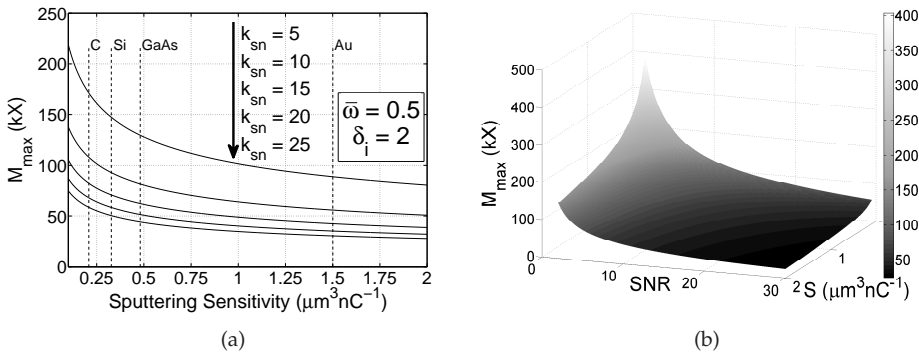 M_max (kX)
250
200
150
100
50
0
C
Si
GaAs
Au
k_sn = 5
k_sn = 10
k_sn = 15
k_sn = 20
k_sn = 25
ω̄ = 0.5
δ_i = 2
0.25 0.5 0.75 1 1.25 1.5 1.75 2
Sputtering Sensitivity (μm³nC⁻¹)
(a)
M_max (kX)
500
400
300
200
100
0
0
10
20
30
SNR
2
1
S (μm³nC⁻¹)
400
350
300
250
200
150
100
50
(b)